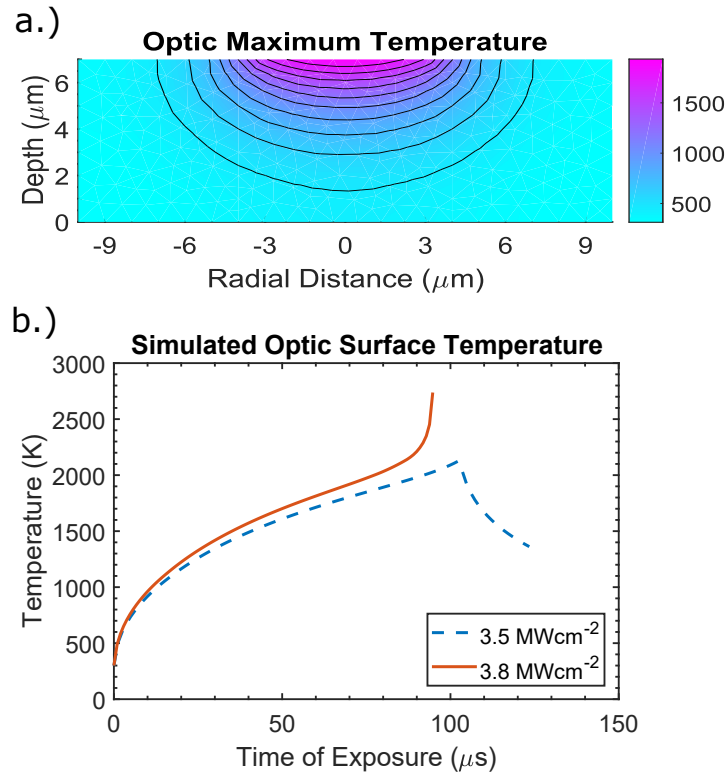 a.)
Optic Maximum Temperature
6
4
2
0
Depth (μm)
-9 -6 -3 0 3 6 9
Radial Distance (μm)
1500
1000
500
b.)
Simulated Optic Surface Temperature
3000
2500
2000
1500
1000
500
0
Temperature (K)
0 50 100 150
Time of Exposure (μs)
3.5 MWcm⁻²
3.8 MWcm⁻²